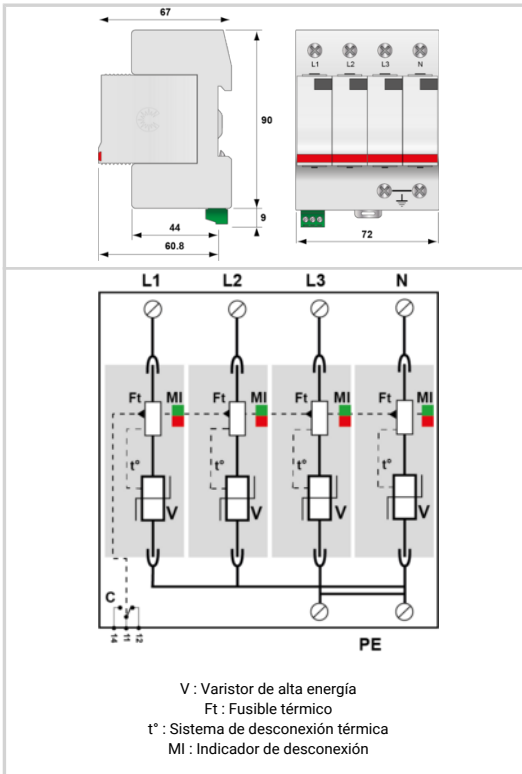 67
L1 L2 L3 N
90
9
44
60.8
72
L1 L2 L3 N
Ft MI Ft MI Ft MI Ft MI
t° t° t° t°
V V V V
C
14 11 12
PE
V : Varistor de alta energía
Ft : Fusible térmico
t° : Sistema de desconexión térmica
MI : Indicador de desconexión